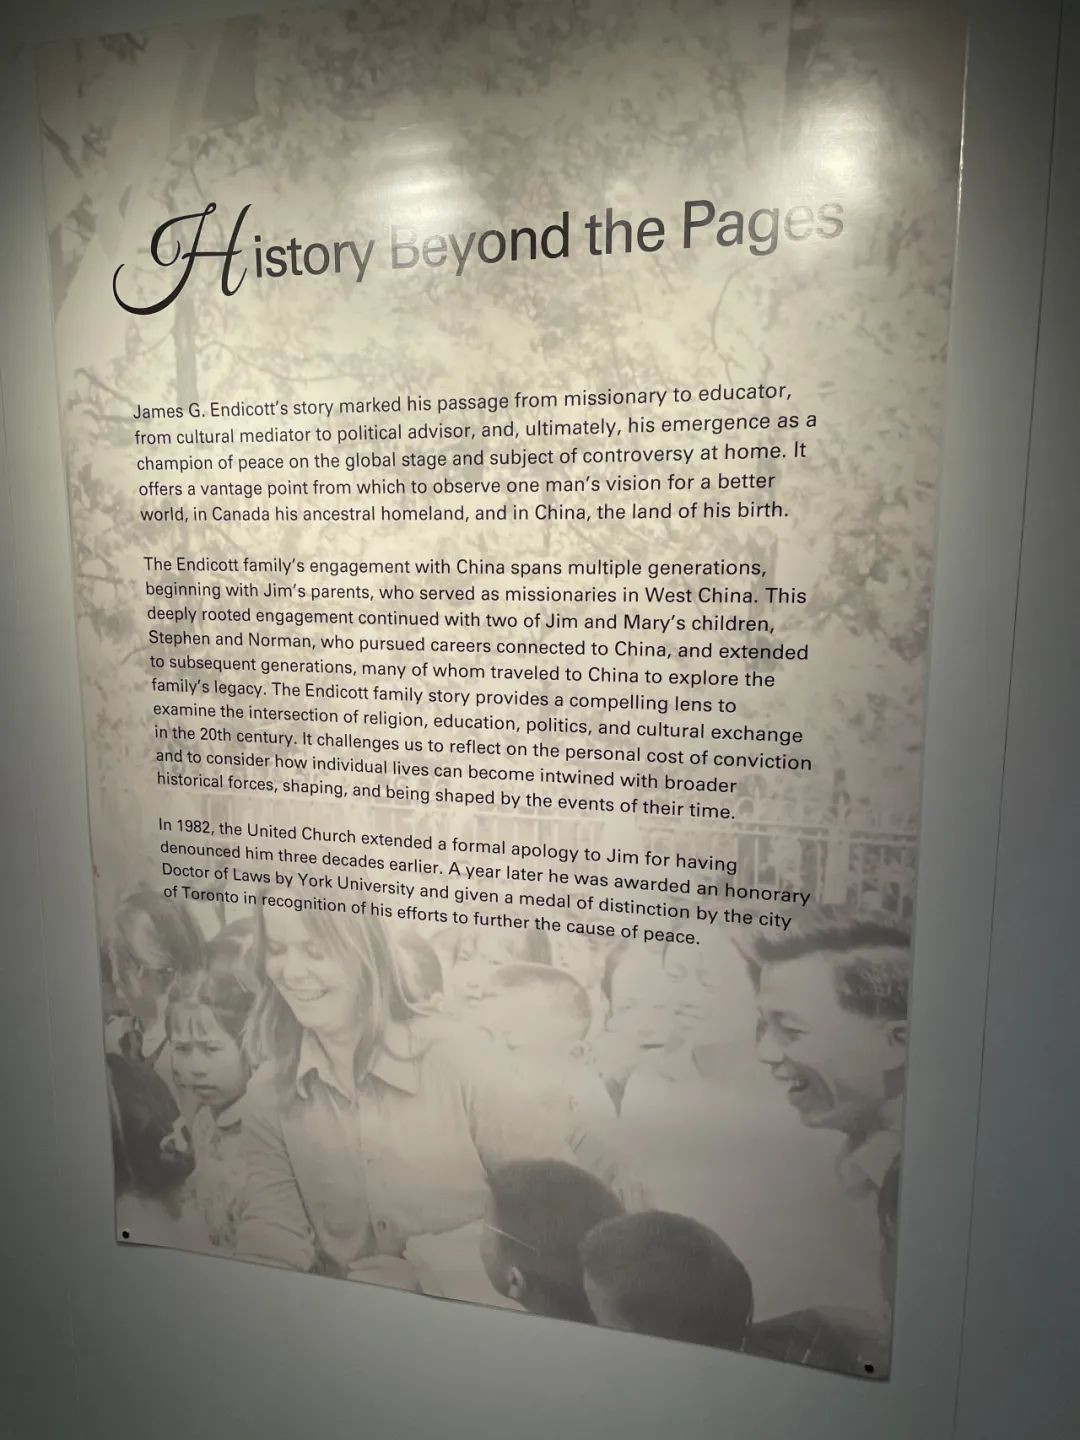 History Beyond the Pages
James G. Endicott's story marked his passage from missionary to educator,
from cultural mediator to political advisor, and, ultimately, his emergence as a
champion of peace on the global stage and subject of controversy at home. It
offers a vantage point from which to observe one man's vision for a better
world, in Canada his ancestral homeland, and in China, the land of his birth.
The Endicott family's engagement with China spans multiple generations,
beginning with Jim's parents, who served as missionaries in West China. This
deeply rooted engagement continued with two of Jim and Mary's children,
Stephen and Norman, who pursued careers connected to China, and extended
to subsequent generations, many of whom traveled to China to explore the
family's legacy. The Endicott family story provides a compelling lens to
examine the intersection of religion, education, politics, and cultural exchange
in the 20th century. It challenges us to reflect on the personal cost of conviction
and to consider how individual lives can become intwined with broader
historical forces, shaping, and being shaped by the events of their time.
In 1982, the United Church extended a formal apology to Jim for having
denounced him three decades earlier. A year later he was awarded an honorary
Doctor of Laws by York University and given a medal of distinction by the city
of Toronto in recognition of his efforts to further the cause of peace.